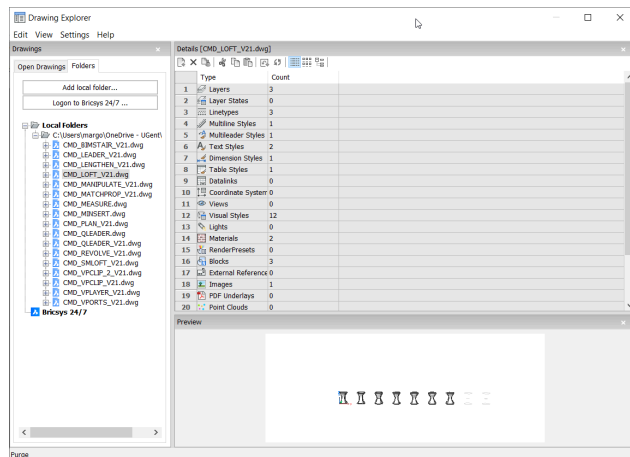 Drawing Explorer
Edit View Settings Help
Drawings
Open Drawings Folders
Add local folder...
Logon to Bricsys 24/7 ...
Local Folders
C:\Users\margo\OneDrive - UGent\
CMD_BIMSTAIR_V21.dwg
CMD_LEADER_V21.dwg
CMD_LENGTHEN_V21.dwg
CMD_LOFT_V21.dwg
CMD_MANIPULATE_V21.dwg
CMD_MATCHPROP_V21.dwg
CMD_MEASURE.dwg
CMD_MINSERT.dwg
CMD_PLAN_V21.dwg
CMD_QLEADER.dwg
CMD_QLEADER_V21.dwg
CMD_REVOLVE_V21.dwg
CMD_SMLOFT_V21.dwg
CMD_VPCLIP_2_V21.dwg
CMD_VPCLIP_V21.dwg
CMD_VPLAYER_V21.dwg
CMD_VPORTS_V21.dwg
Bricsys 24/7
Details [CMD_LOFT_V21.dwg]
Type Count
1 Layers 3
2 Layer States 0
3 Linetypes 3
4 Multiline Styles 1
5 Multileader Styles 1
6 Text Styles 2
7 Dimension Styles 1
8 Table Styles 1
9 Datalinks 0
10 Coordinate System 0
11 Views 0
12 Visual Styles 12
13 Lights 0
14 Materials 2
15 RenderPresets 0
16 Blocks 3
17 External Reference 0
18 Images 1
19 PDF Underlays 0
20 Point Clouds 0
Preview
Purge